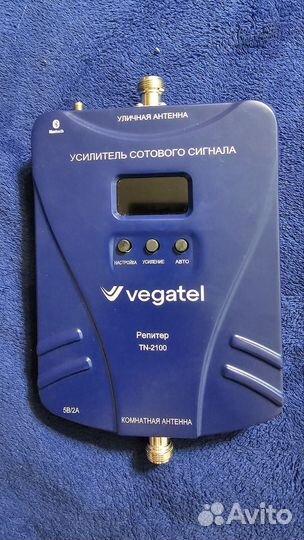 Bluetooth
УЛИЧНАЯ АНТЕННА
УСИЛИТЕЛЬ СОТОВОГО СИГНАЛА
НАСТРОЙКА УСИЛЕНИЕ АВТО
vegatel
Репитер
TN-2100
5В/2А
КОМНАТНАЯ АНТЕННА
Avito